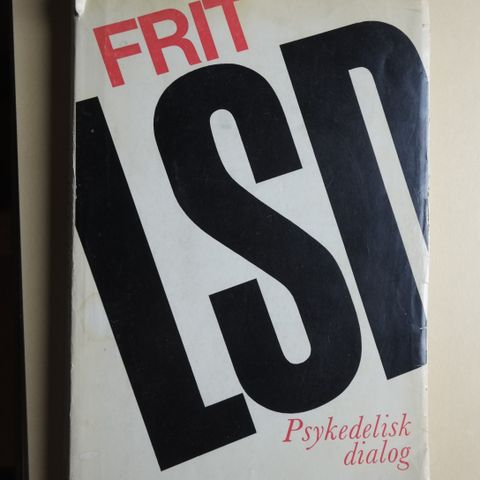 FRIT
LSD
Psykedelisk
dialog